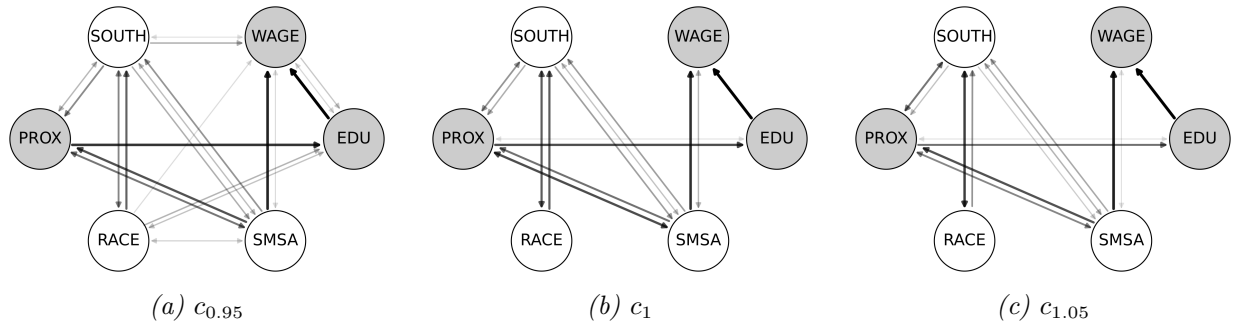 SOUTH WAGE SOUTH WAGE SOUTH WAGE
PROX EDU PROX EDU PROX EDU
RACE SMSA RACE SMSA RACE SMSA
(a) c0.95 (b) c1 (c) c1.05